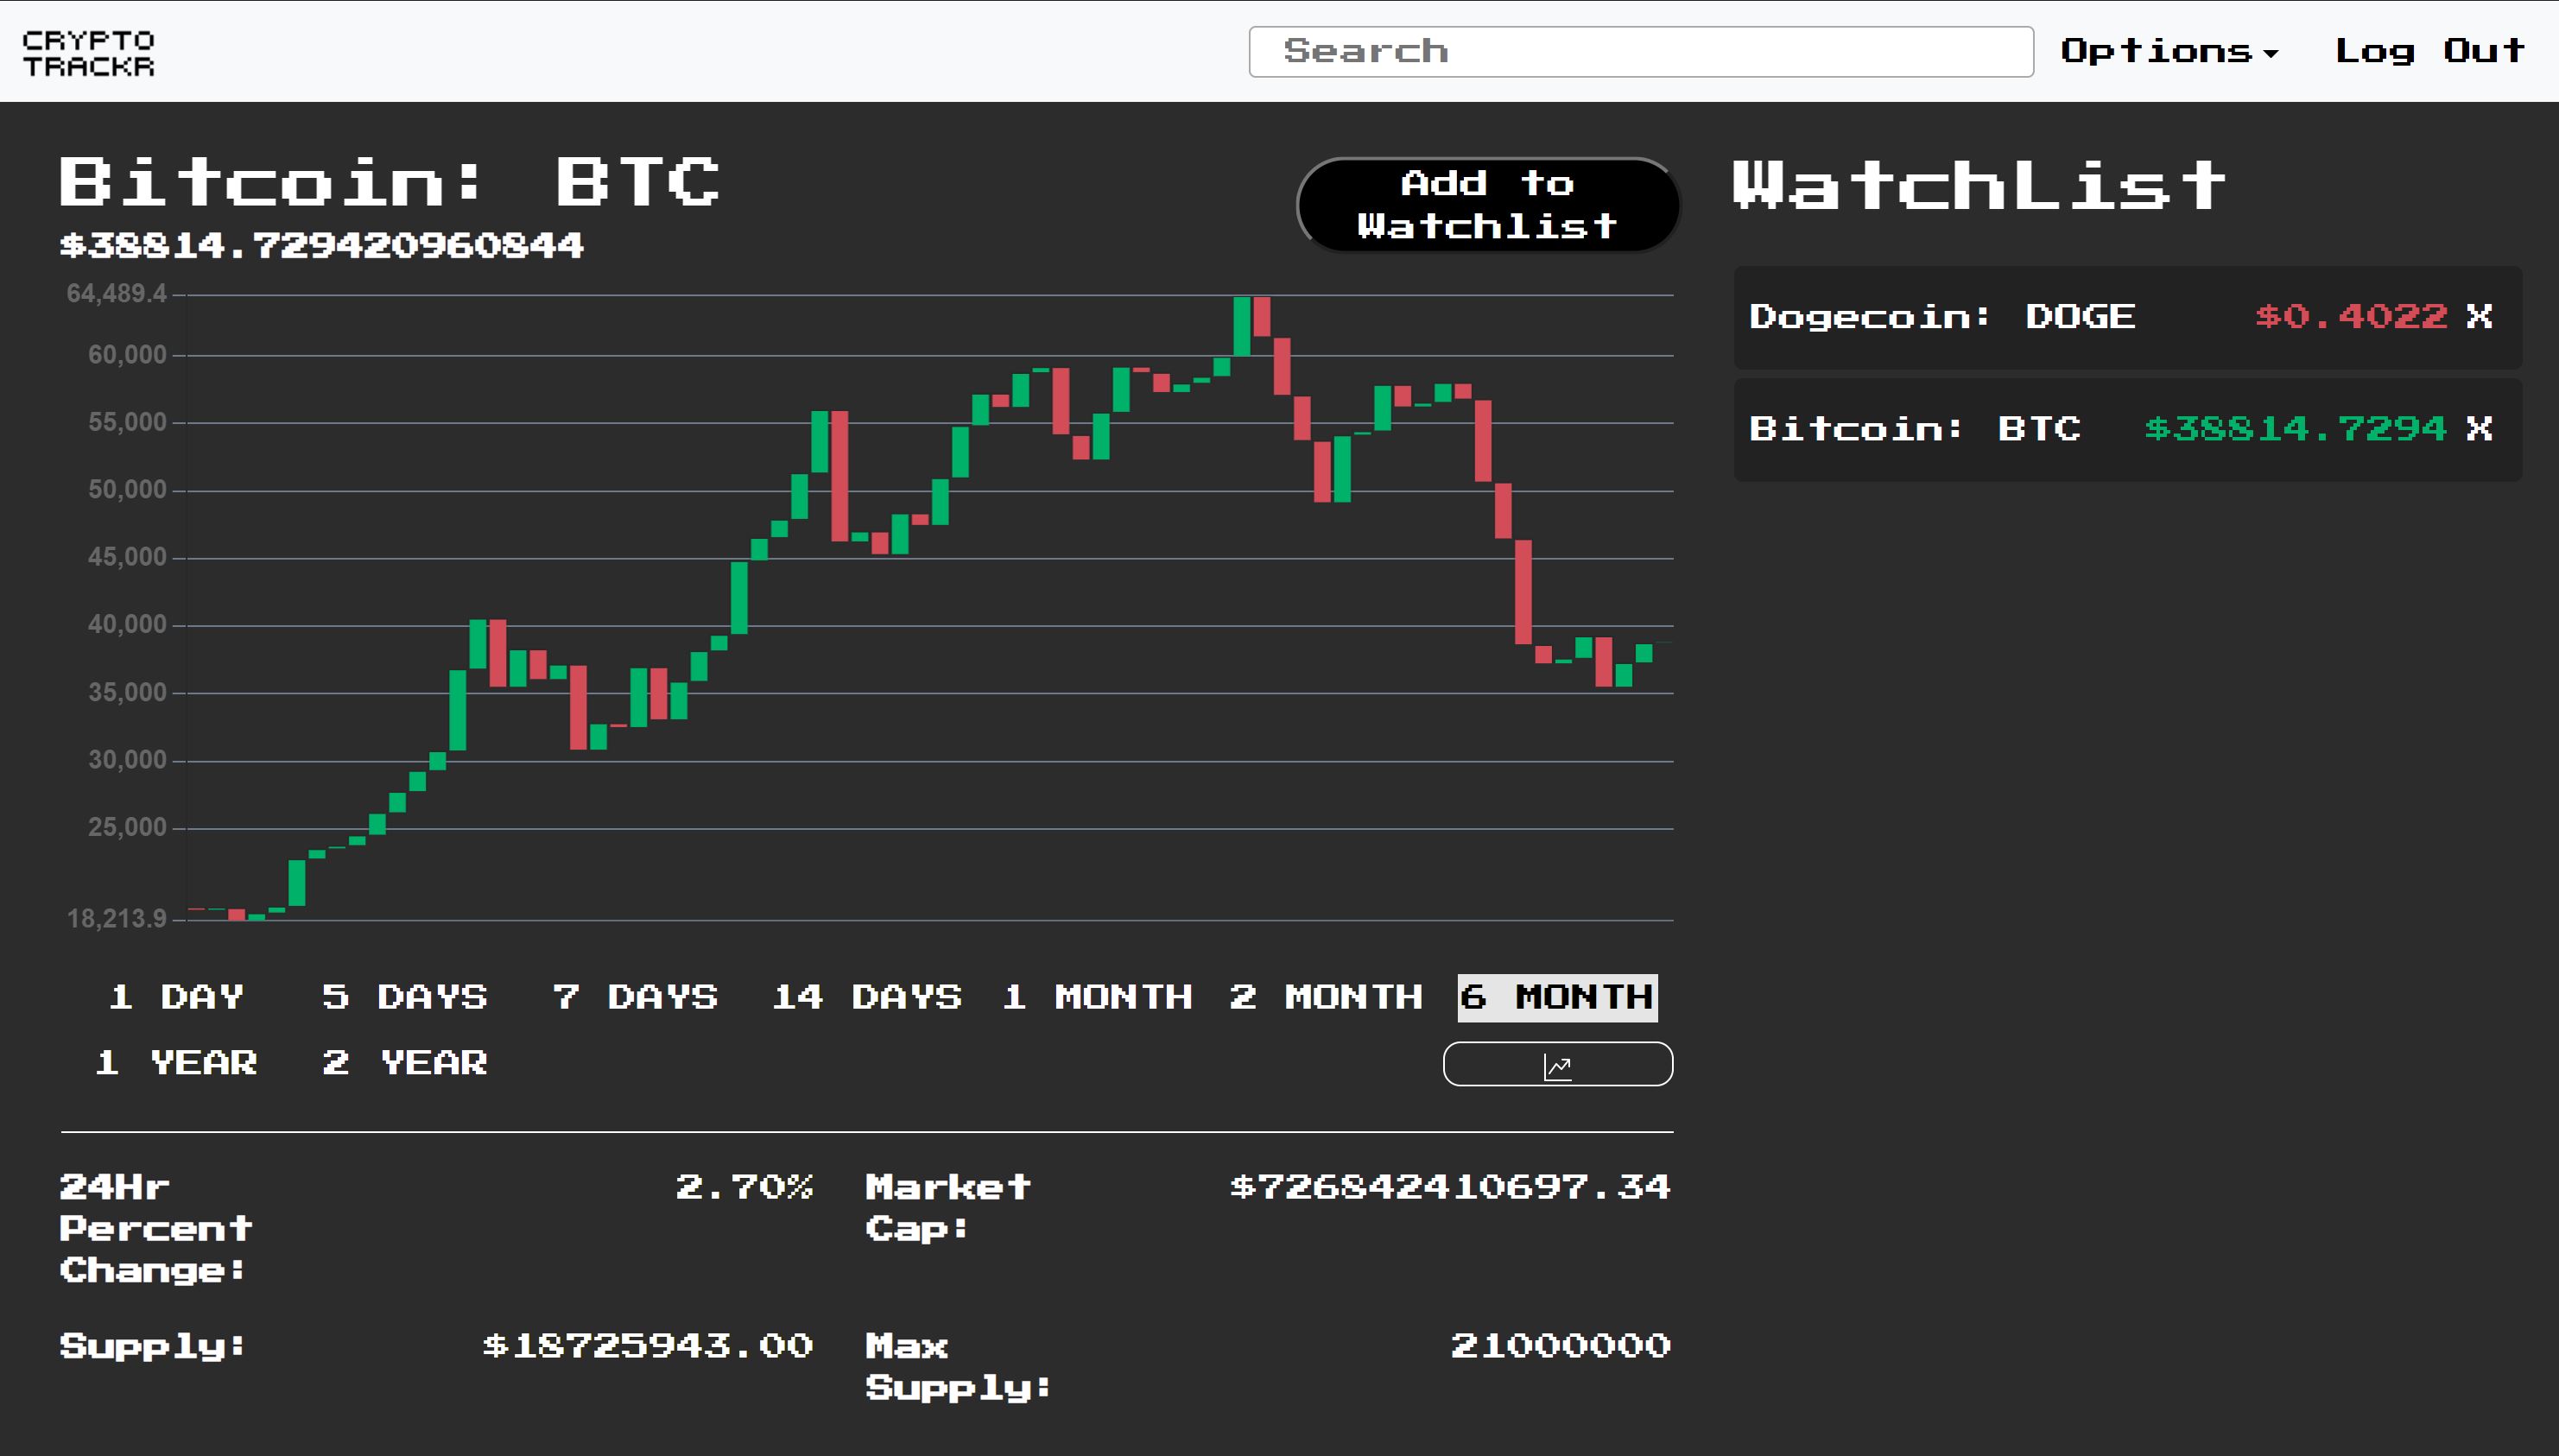 CRYPTO
TRACKR
Search
Options
Log Out
Bitcoin: BTC
$38814.729420960844
Add to
Watchlist
64,489.4
60,000
55,000
50,000
45,000
40,000
35,000
30,000
25,000
18,213.9
1 DAY
5 DAYS
7 DAYS
14 DAYS
1 MONTH
2 MONTH
6 MONTH
1 YEAR
2 YEAR
24Hr
Percent
Change:
2.70%
Market
Cap:
$726842410697.34
Supply:
$18725943.00
Max
Supply:
21000000
WatchList
Dogecoin: DOGE $0.4022 X
Bitcoin: BTC $38814.7294 X